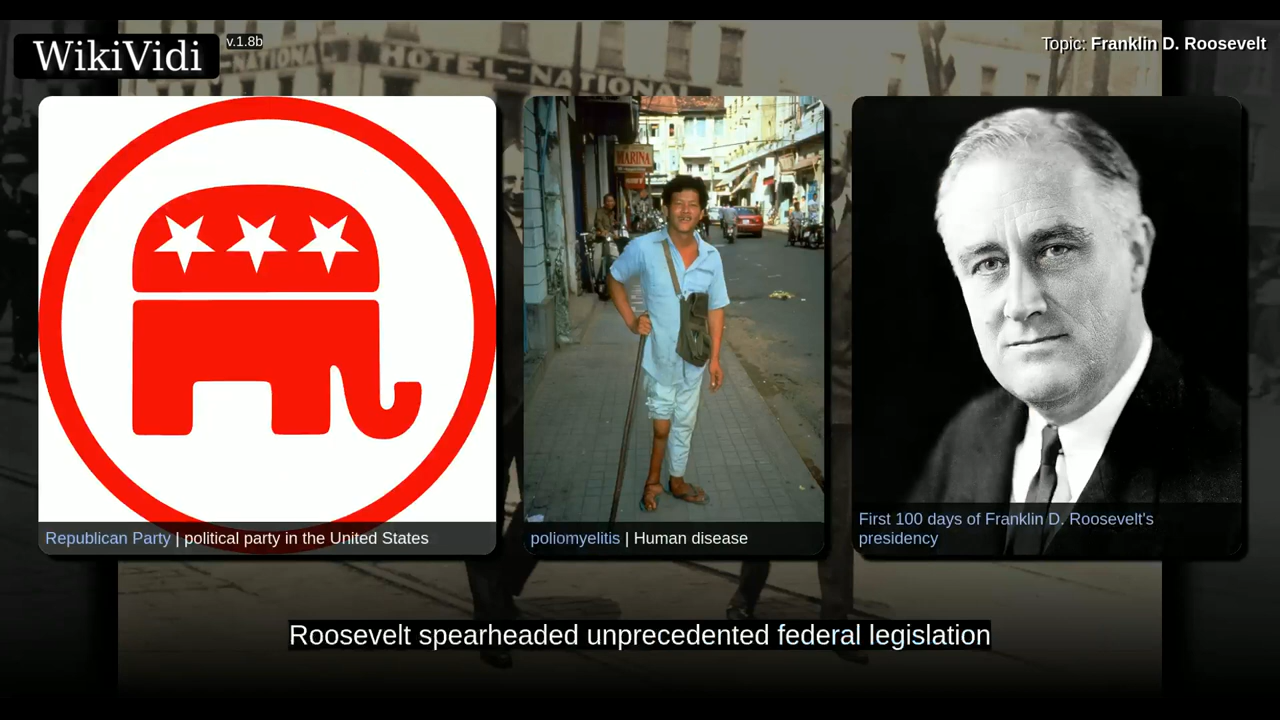 WikiVidi
v.1.8b
Topic: Franklin D. Roosevelt
-NATIONAL
HOTEL-NATIONAL
MARINA
Republican Party | political party in the United States
poliomyelitis | Human disease
First 100 days of Franklin D. Roosevelt's
presidency
Roosevelt spearheaded unprecedented federal legislation